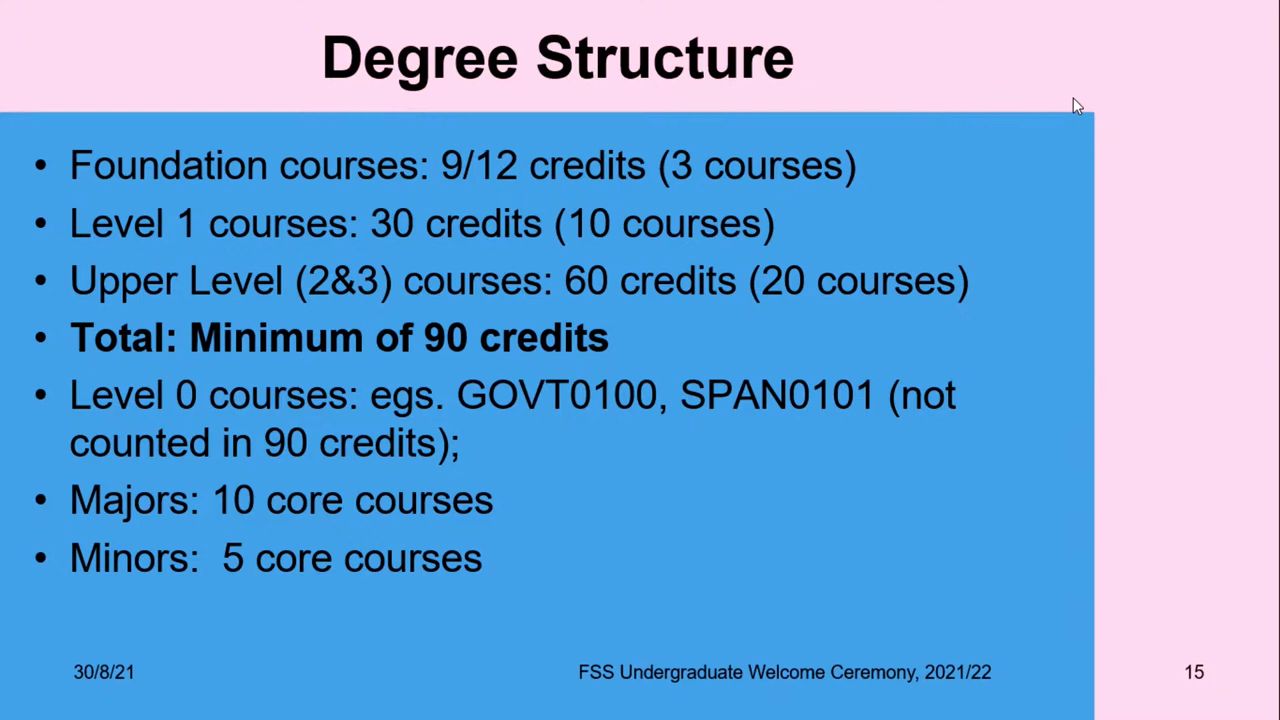 Degree Structure
• Foundation courses: 9/12 credits (3 courses)
• Level 1 courses: 30 credits (10 courses)
• Upper Level (2&3) courses: 60 credits (20 courses)
• Total: Minimum of 90 credits
• Level 0 courses: egs. GOVT0100, SPAN0101 (not
counted in 90 credits);
• Majors: 10 core courses
• Minors:  5 core courses
30/8/21
FSS Undergraduate Welcome Ceremony, 2021/22
15